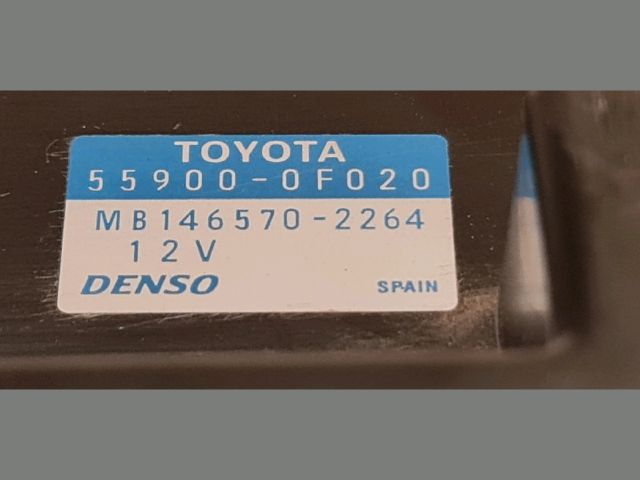 TOYOTA
55900-0F020
MB146570-2264
12V
DENSO SPAIN